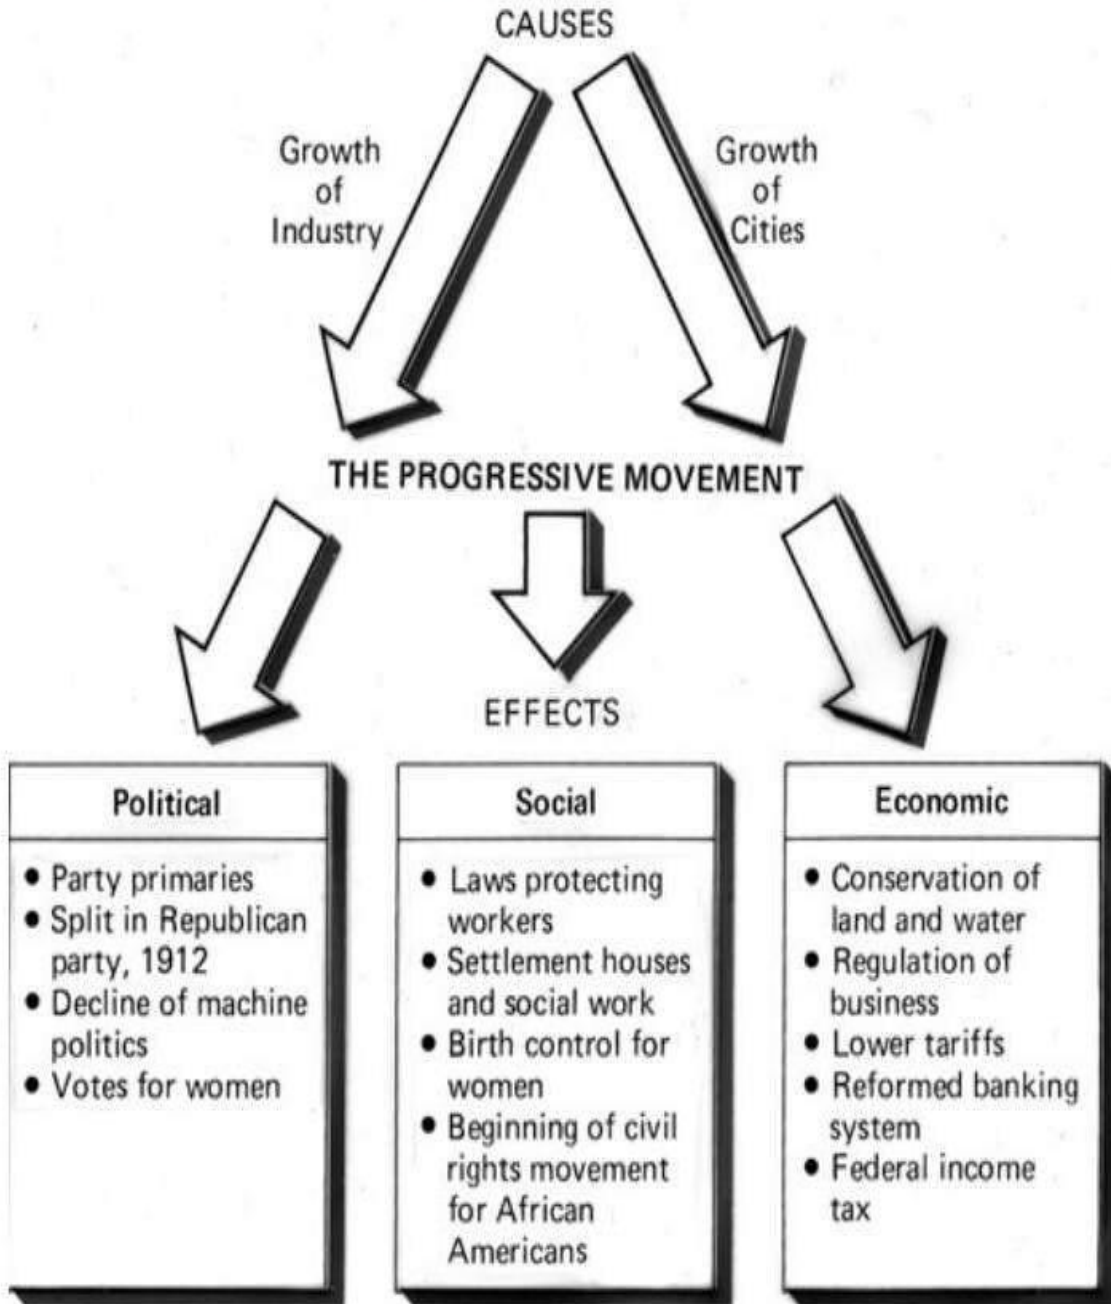 CAUSES
Growth
of
Industry
Growth
of
Cities
THE PROGRESSIVE MOVEMENT
EFFECTS
Political
• Party primaries
• Split in Republican
party, 1912
• Decline of machine
politics
• Votes for women
Social
• Laws protecting
workers
• Settlement houses
and social work
• Birth control for
women
• Beginning of civil
rights movement
for African
Americans
Economic
• Conservation of
land and water
• Regulation of
business
• Lower tariffs
• Reformed banking
system
• Federal income
tax